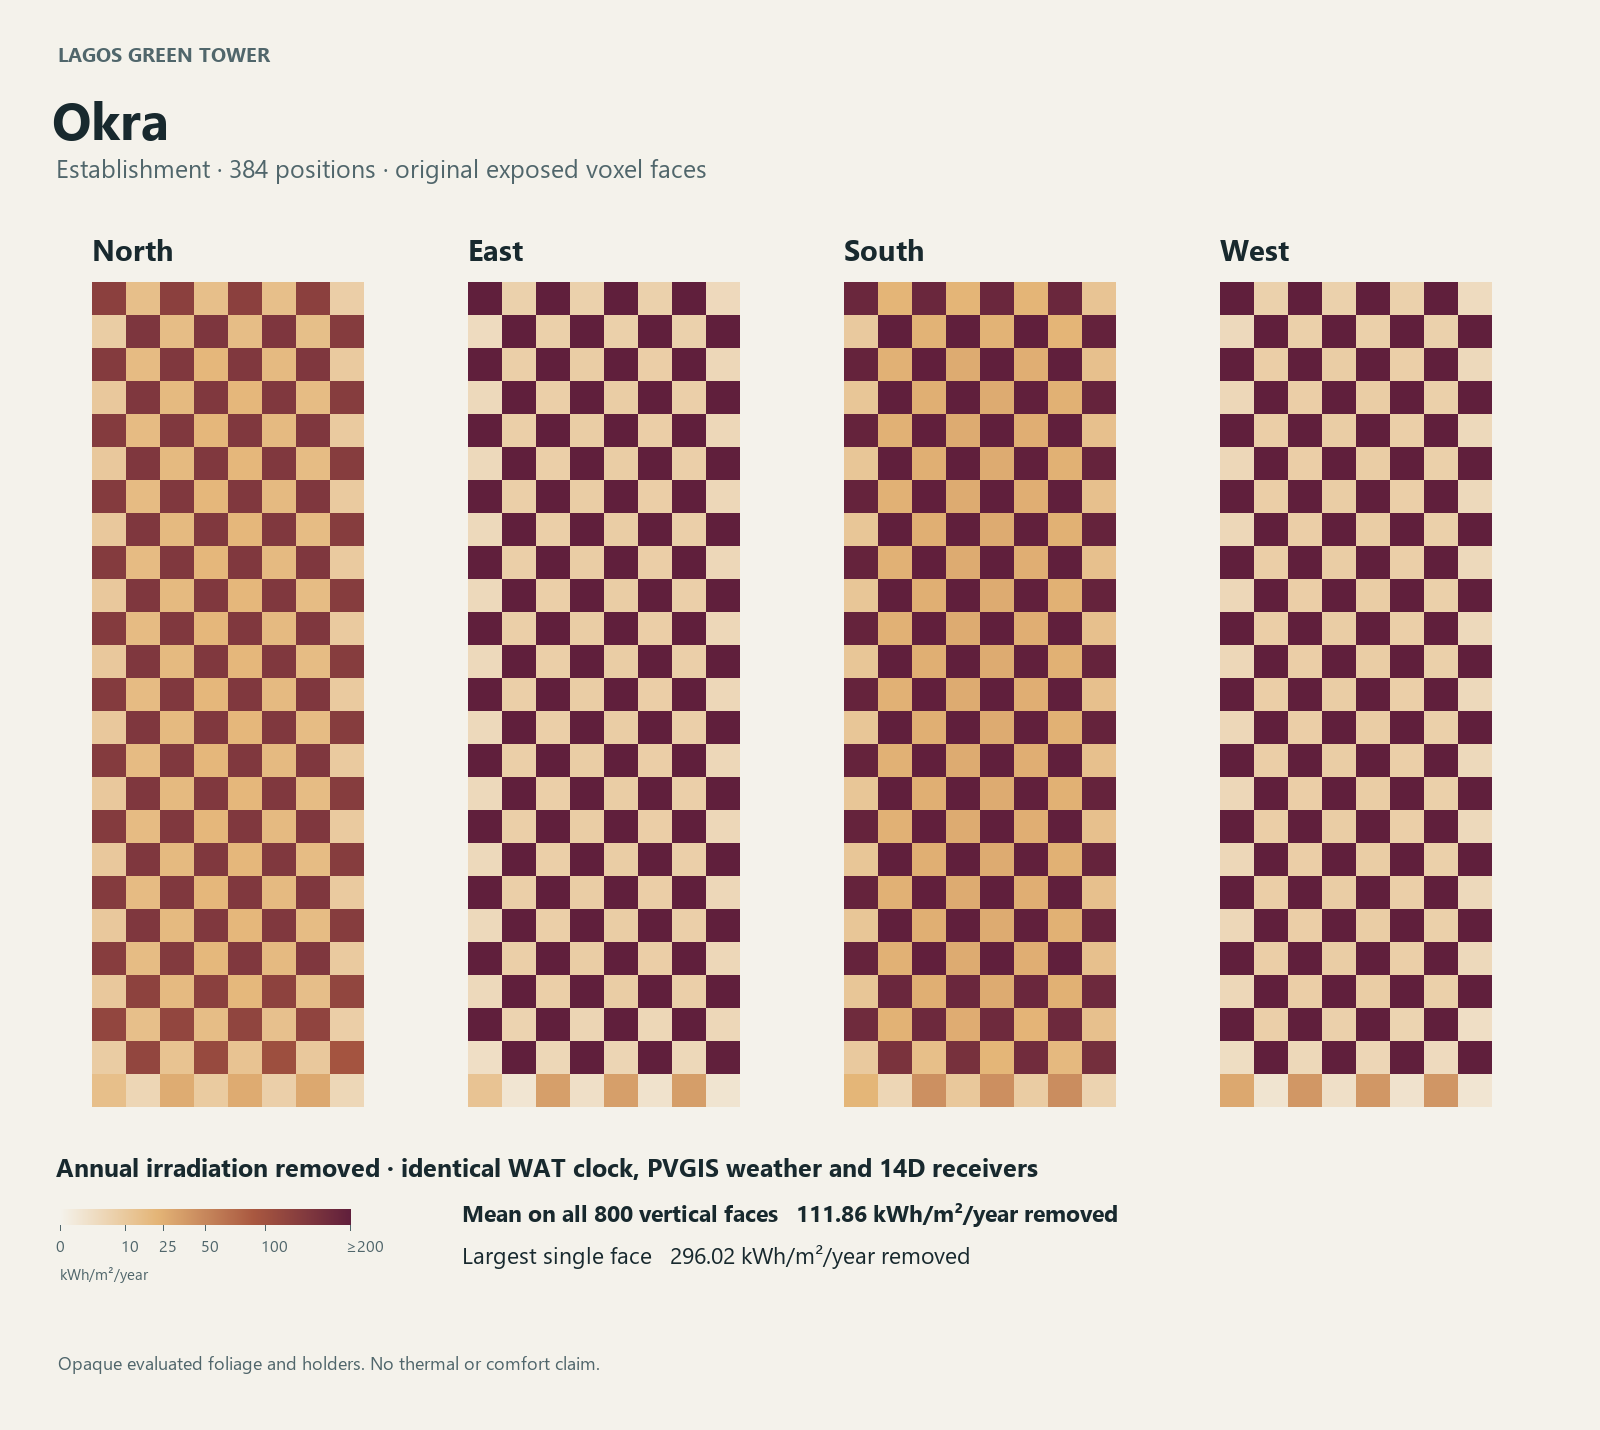 LAGOS GREEN TOWER
Okra
Establishment · 384 positions · original exposed voxel faces
North East South West
Annual irradiation removed · identical WAT clock, PVGIS weather and 14D receivers
Mean on all 800 vertical faces 111.86 kWh/m²/year removed
0 10 25 50 100 ≥200
Largest single face 296.02 kWh/m²/year removed
kWh/m²/year
Opaque evaluated foliage and holders. No thermal or comfort claim.